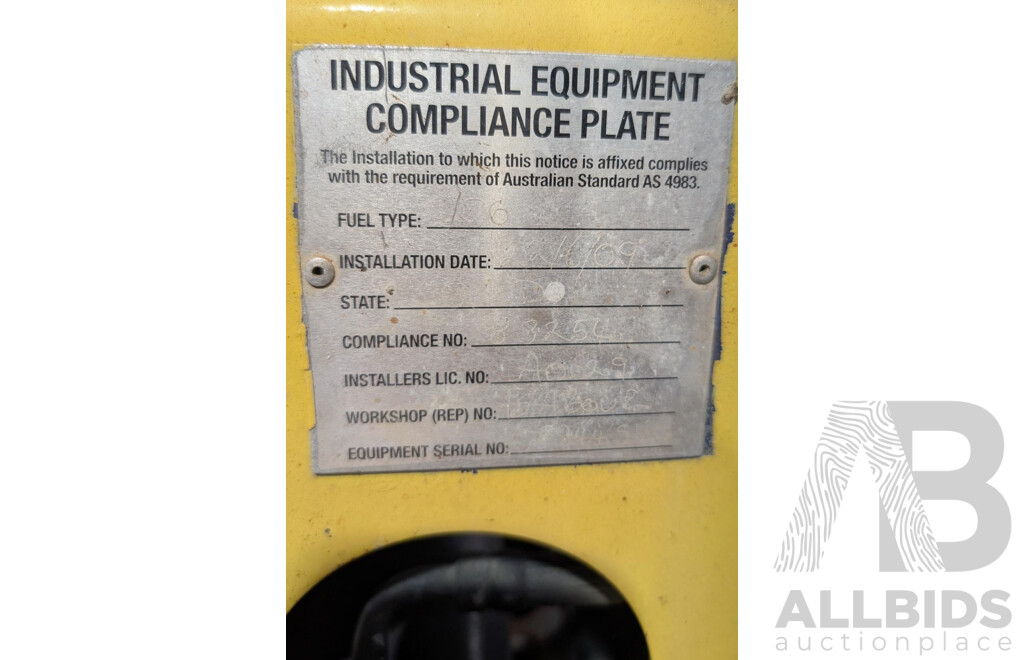 INDUSTRIAL EQUIPMENT
COMPLIANCE PLATE
The Installation to which this notice is affixed complies
with the requirement of Australian Standard AS 4983.
FUEL TYPE:
INSTALLATION DATE:
STATE:
COMPLIANCE NO:
INSTALLERS LIC. NO:
WORKSHOP (REP) NO:
EQUIPMENT SERIAL NO:
AB
ALLBIDS
auctionplace